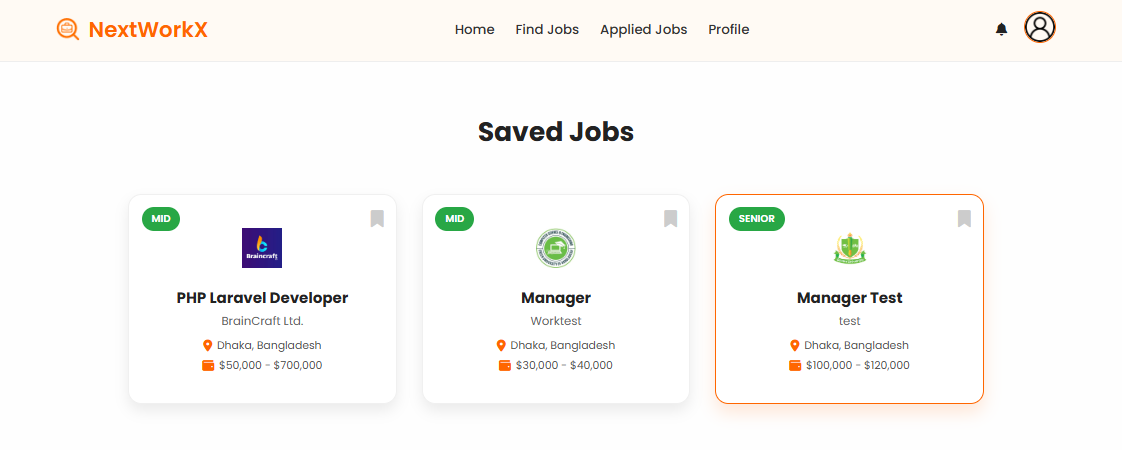 NextWorkX
Home Find Jobs Applied Jobs Profile
Saved Jobs
MID
Braincraft
PHP Laravel Developer
BrainCraft Ltd.
Dhaka, Bangladesh
$50,000 - $700,000
MID
Manager
Worktest
Dhaka, Bangladesh
$30,000 - $40,000
SENIOR
Manager Test
test
Dhaka, Bangladesh
$100,000 - $120,000